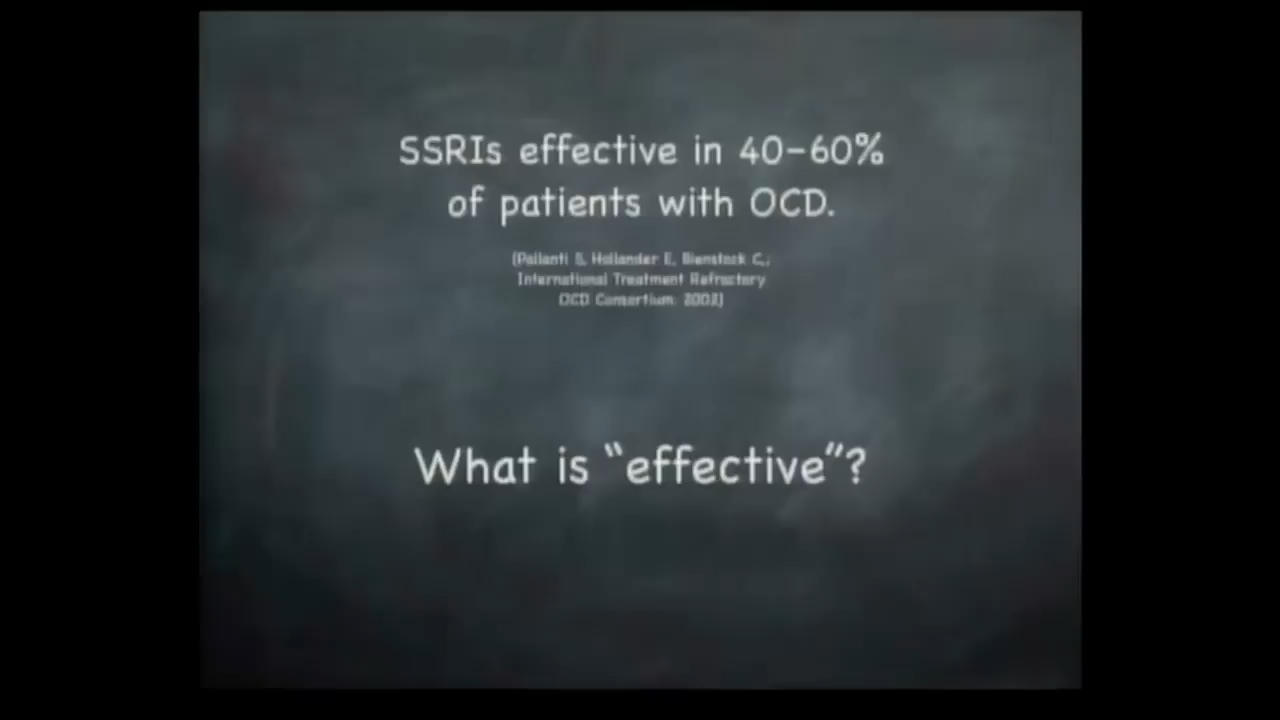 SSRIs effective in 40-60%
of patients with OCD.
(Pallanti S, Hollander E, Bienstock C,;
International Treatment Refractory
OCD Consortium. 2002)
What is “effective”?